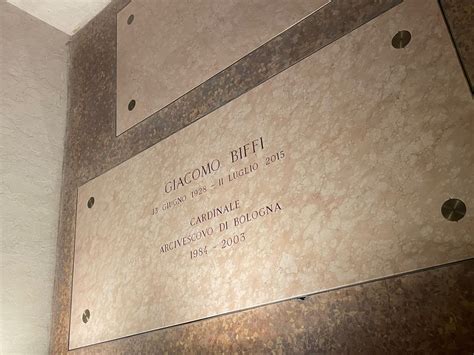 GIACOMO BIFFI
13 GIUGNO 1928 - 11 LUGLIO 2015
CARDINALE
ARCIVESCOVO DI BOLOGNA
1984 - 2003